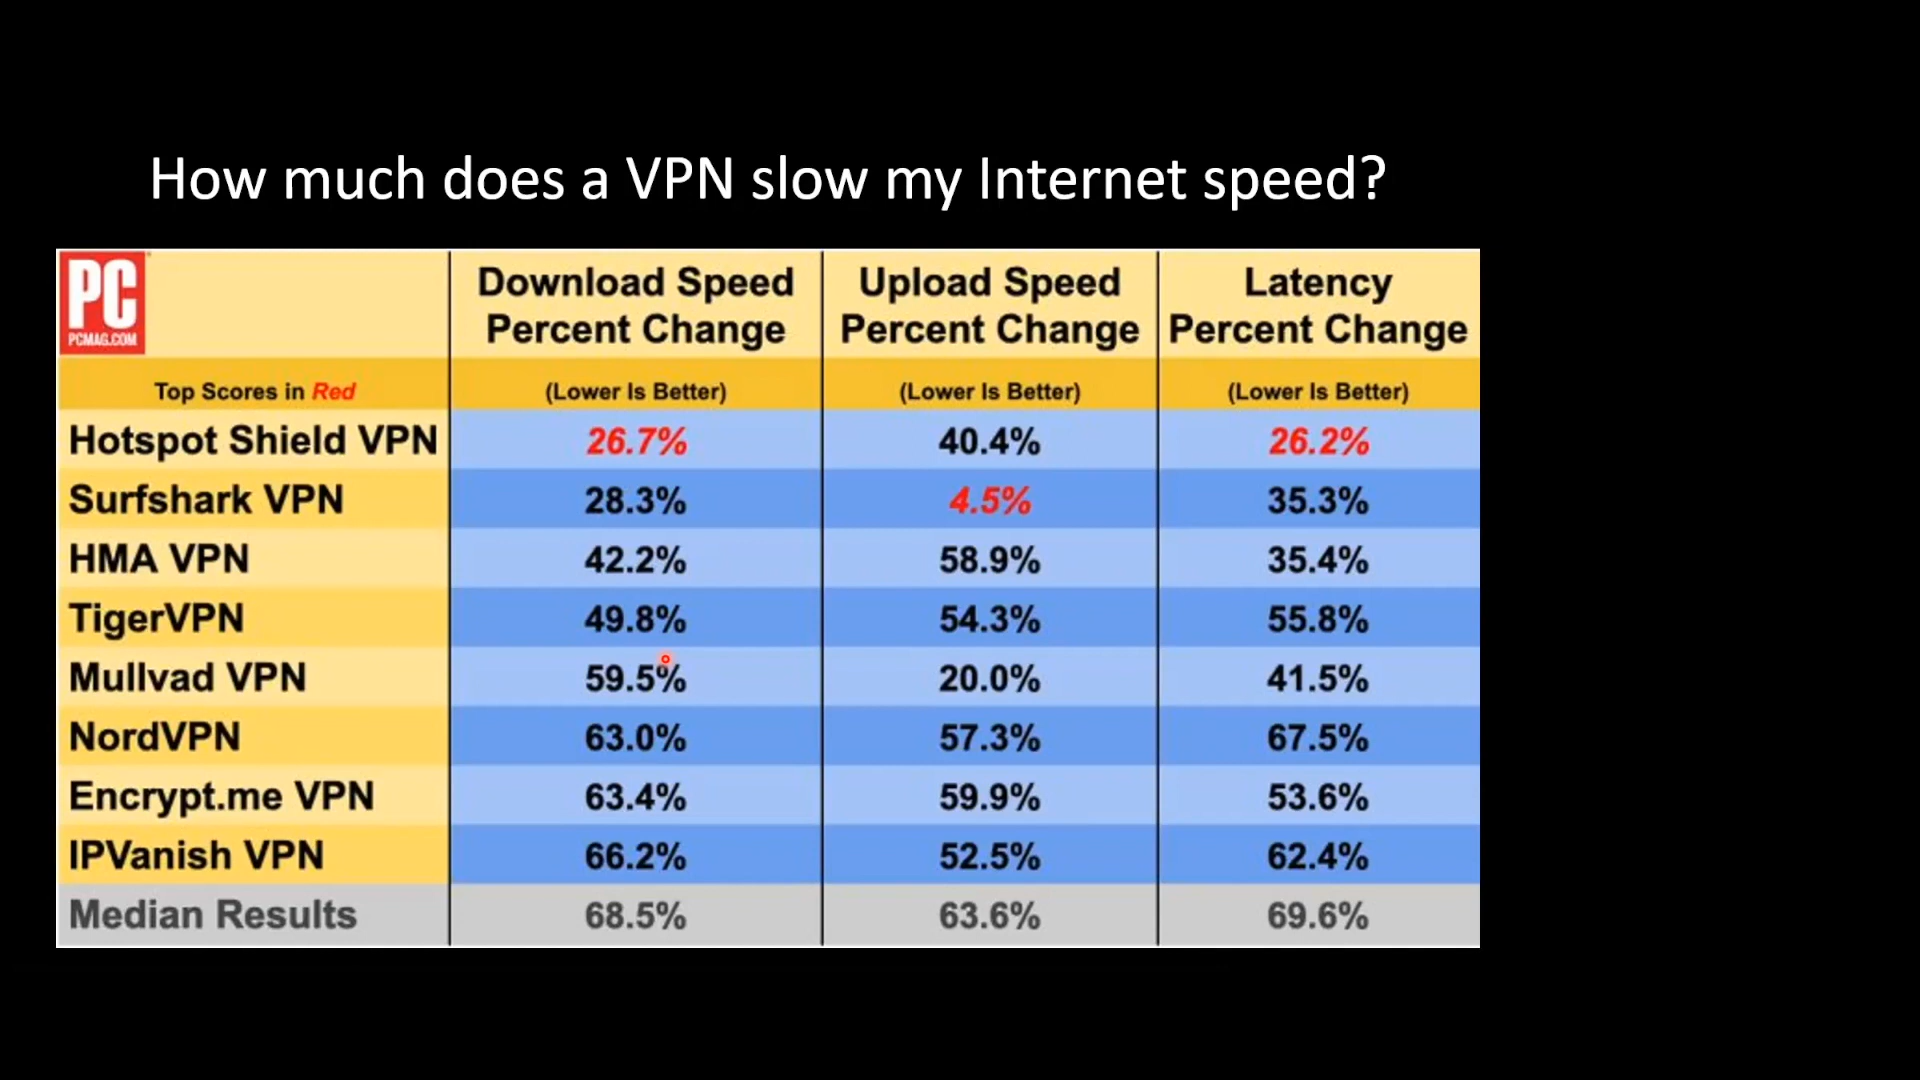 How much does a VPN slow my Internet speed?
PC
PCMAG.COM
Download Speed Percent Change
Upload Speed Percent Change
Latency Percent Change
Top Scores in Red (Lower Is Better) (Lower Is Better) (Lower Is Better)
Hotspot Shield VPN 26.7% 40.4% 26.2%
Surfshark VPN 28.3% 4.5% 35.3%
HMA VPN 42.2% 58.9% 35.4%
TigerVPN 49.8% 54.3% 55.8%
Mullvad VPN 59.5% 20.0% 41.5%
NordVPN 63.0% 57.3% 67.5%
Encrypt.me VPN 63.4% 59.9% 53.6%
IPVanish VPN 66.2% 52.5% 62.4%
Median Results 68.5% 63.6% 69.6%